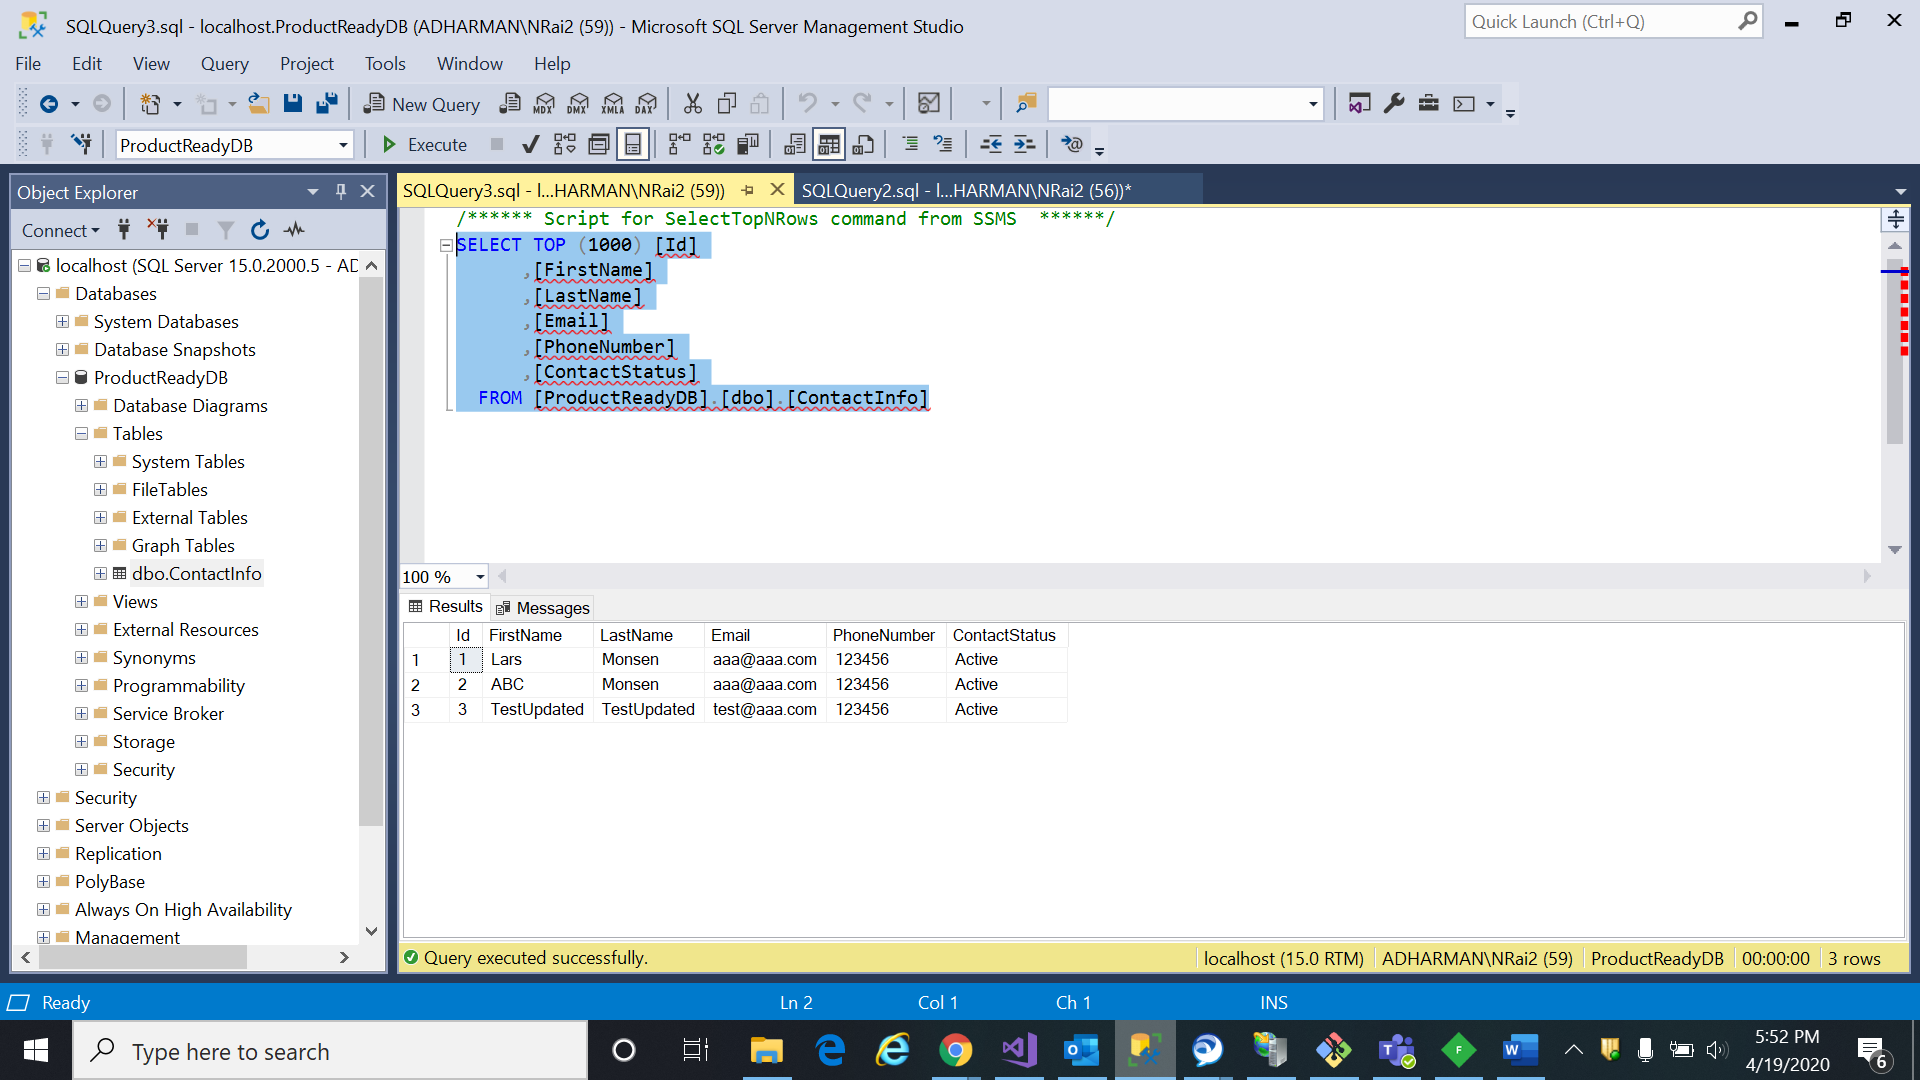 SQLQuery3.sql - localhost.ProductReadyDB (ADHARMAN\NRai2 (59)) - Microsoft SQL Server Management Studio
Quick Launch (Ctrl+Q)
File Edit View Query Project Tools Window Help
New Query MDX DMX XMLA DAX
ProductReadyDB Execute
Object Explorer
Connect
localhost (SQL Server 15.0.2000.5 - AD
Databases
System Databases
Database Snapshots
ProductReadyDB
Database Diagrams
Tables
System Tables
FileTables
External Tables
Graph Tables
dbo.ContactInfo
Views
External Resources
Synonyms
Programmability
Service Broker
Storage
Security
Security
Server Objects
Replication
PolyBase
Always On High Availability
Management
SQLQuery3.sql - l...HARMAN\NRai2 (59)) SQLQuery2.sql - l...HARMAN\NRai2 (56))*
/****** Script for SelectTopNRows command from SSMS ******/
SELECT TOP (1000) [Id]
,[FirstName]
,[LastName]
,[Email]
,[PhoneNumber]
,[ContactStatus]
FROM [ProductReadyDB].[dbo].[ContactInfo]
100 %
Results Messages
Id FirstName LastName Email PhoneNumber ContactStatus
1 1 Lars Monsen aaa@aaa.com 123456 Active
2 2 ABC Monsen aaa@aaa.com 123456 Active
3 3 TestUpdated TestUpdated test@aaa.com 123456 Active
Query executed successfully. localhost (15.0 RTM) ADHARMAN\NRai2 (59) ProductReadyDB 00:00:00 3 rows
Ready Ln 2 Col 1 Ch 1 INS
Type here to search
5:52 PM
4/19/2020
6